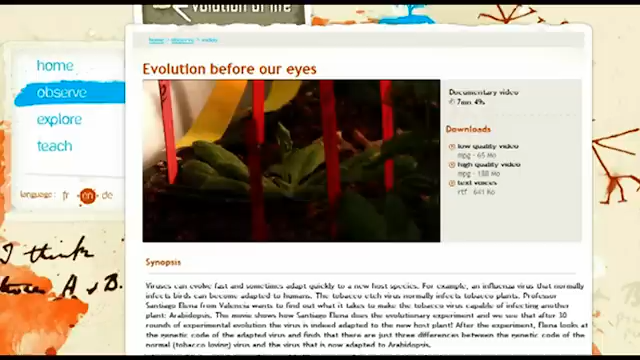 evolution of life
home > observe > video
home
observe
explore
teach
language: fr en de
Evolution before our eyes
Documentary video
7mn 49s
Downloads
low quality video
mpg - 65 Mo
high quality video
mpg - 188 Mo
text voices
rtf - 641 Ko
I think
between A & B.
Synopsis
Viruses can evolve fast and sometimes adapt quickly to a new host species. For example, an influenza virus that normally
infects birds can become adapted to humans. The tobacco etch virus normally infects tobacco plants. Professor
Santiago Elena from Valencia wants to find out what it takes to make the tobacco virus capable of infecting another
plant: Arabidopsis. The movie shows how Santiago Elena does the evolutionary experiment and we see that after 10
rounds of experimental evolution the virus is indeed adapted to the new host plant! After the experiment, Elena looks at
the genetic code of the adapted virus and finds that there are just three differences between the genetic code of the
normal (tobacco loving) virus and the virus that is now adapted to Arabidopsis.